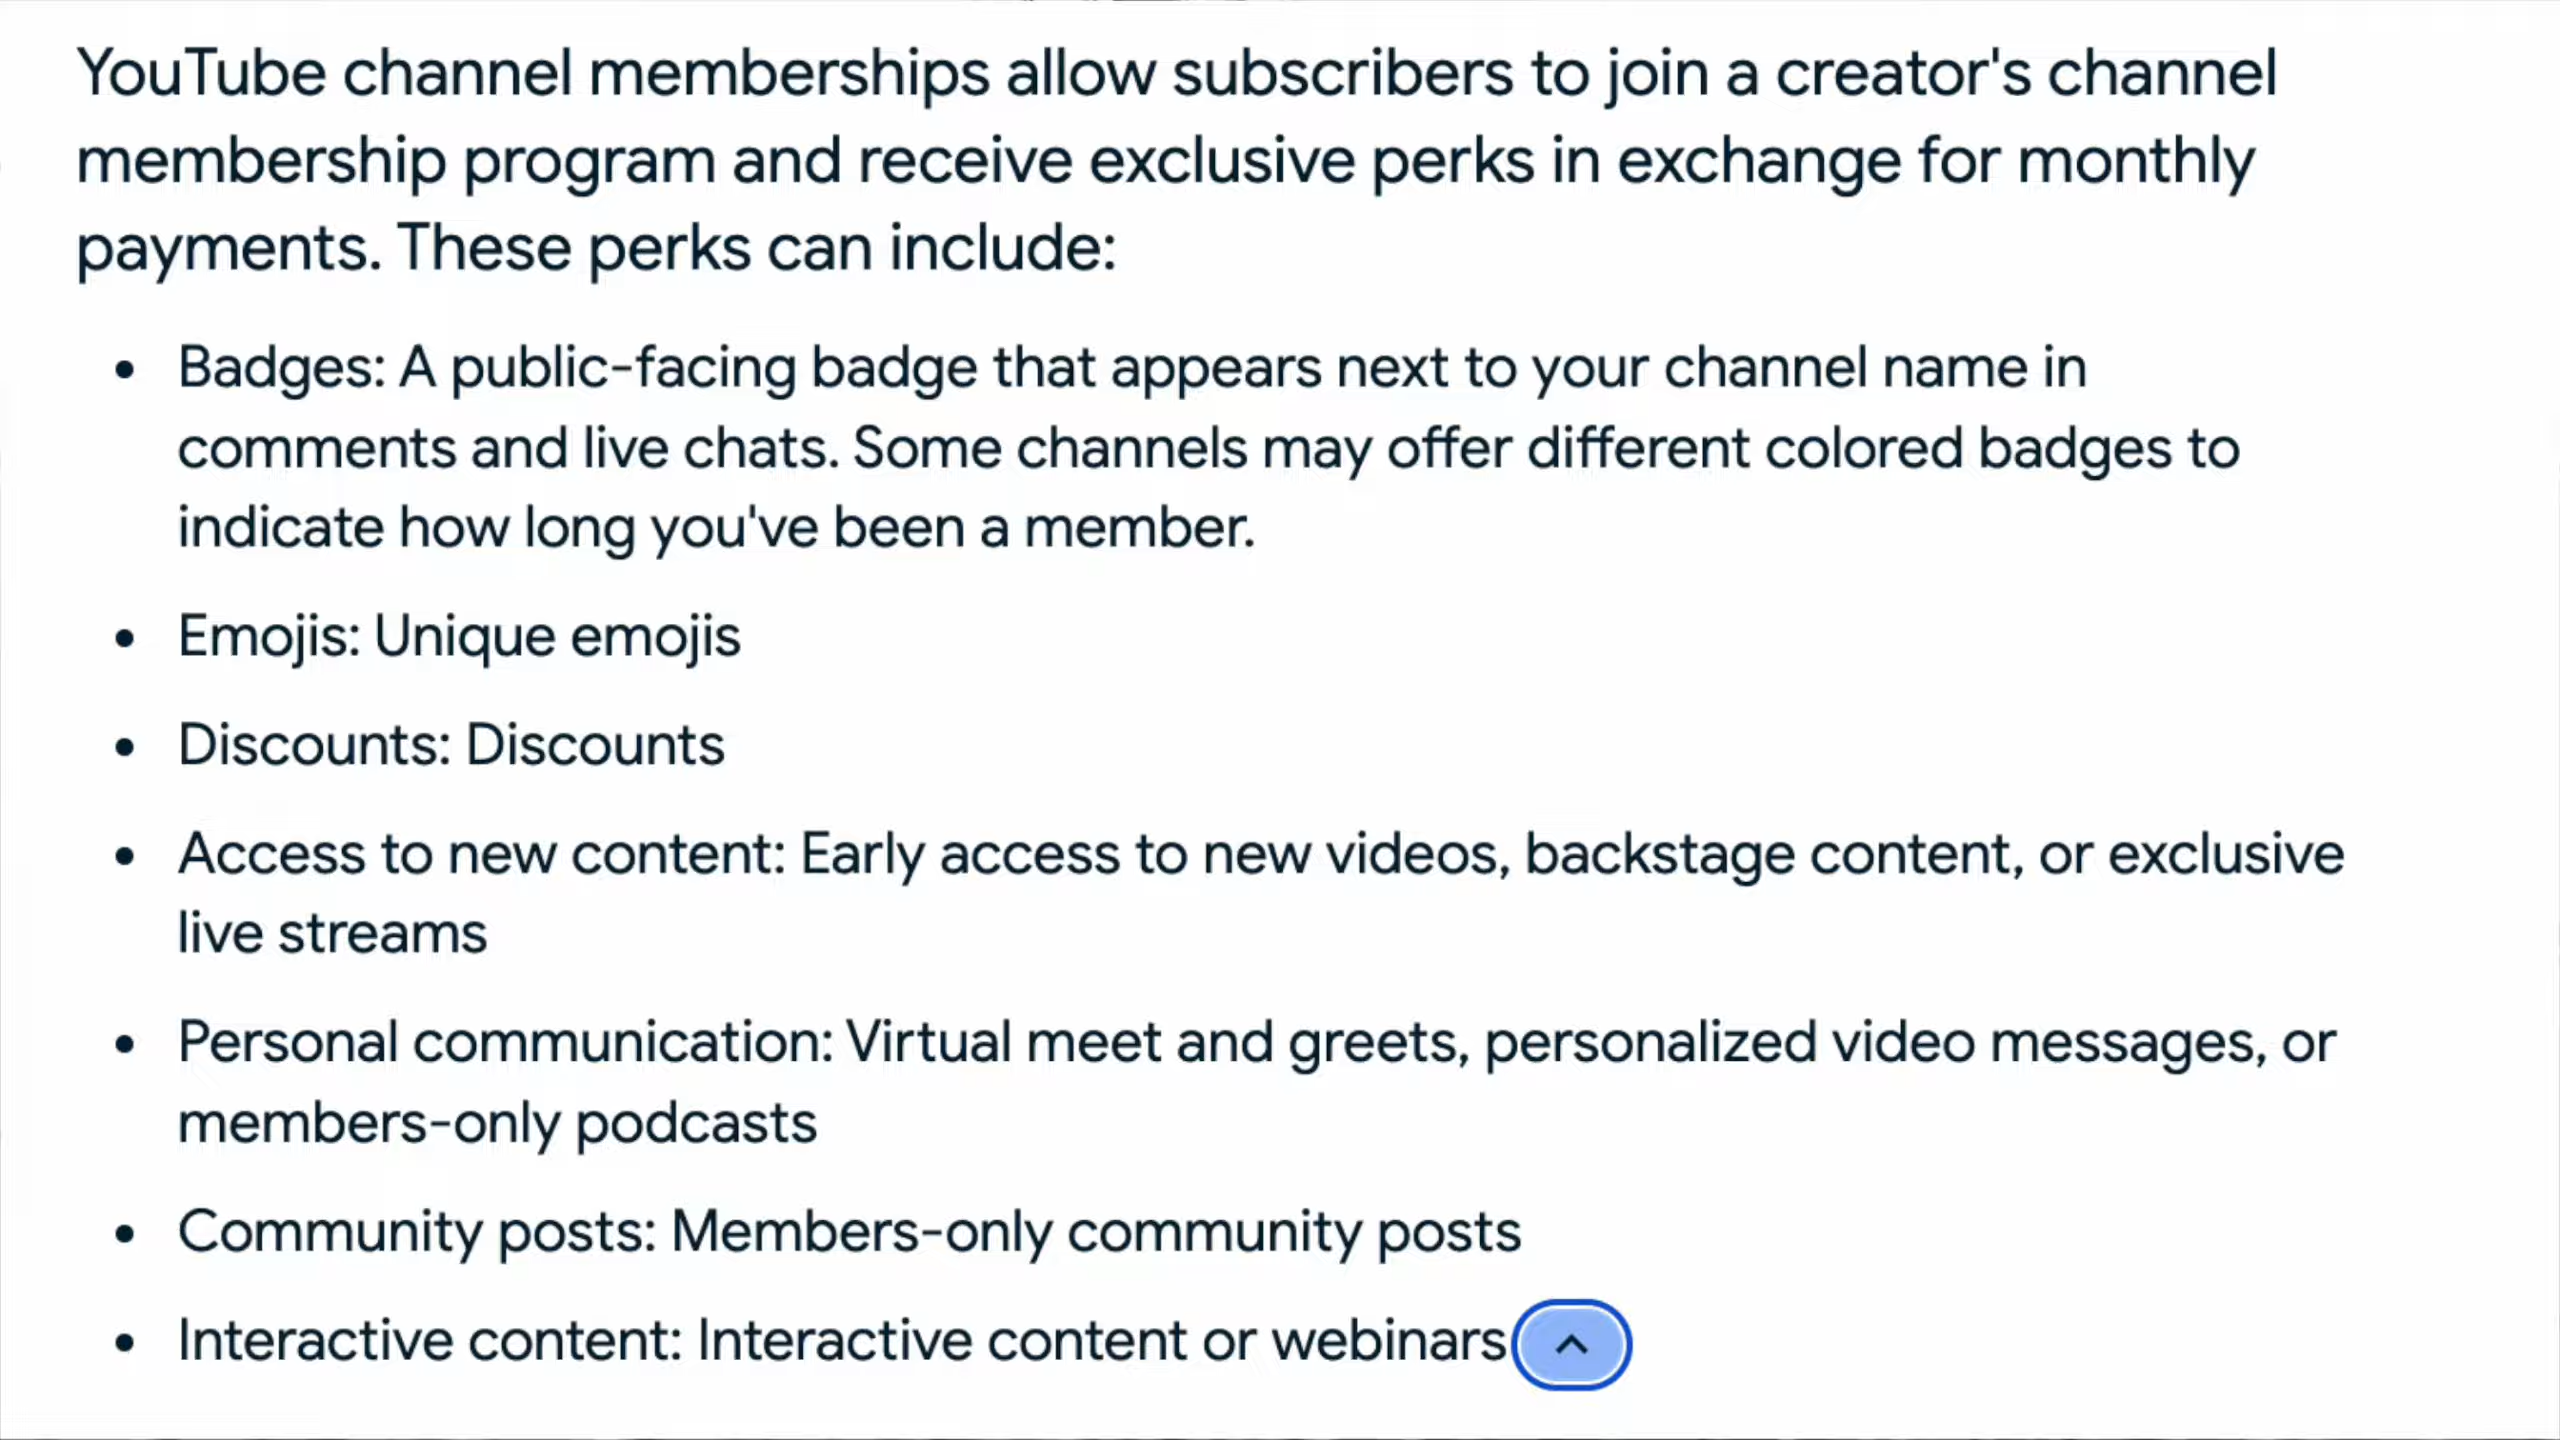 YouTube channel memberships allow subscribers to join a creator's channel
membership program and receive exclusive perks in exchange for monthly
payments. These perks can include:
• Badges: A public-facing badge that appears next to your channel name in
comments and live chats. Some channels may offer different colored badges to
indicate how long you've been a member.
• Emojis: Unique emojis
• Discounts: Discounts
• Access to new content: Early access to new videos, backstage content, or exclusive
live streams
• Personal communication: Virtual meet and greets, personalized video messages, or
members-only podcasts
• Community posts: Members-only community posts
• Interactive content: Interactive content or webinars